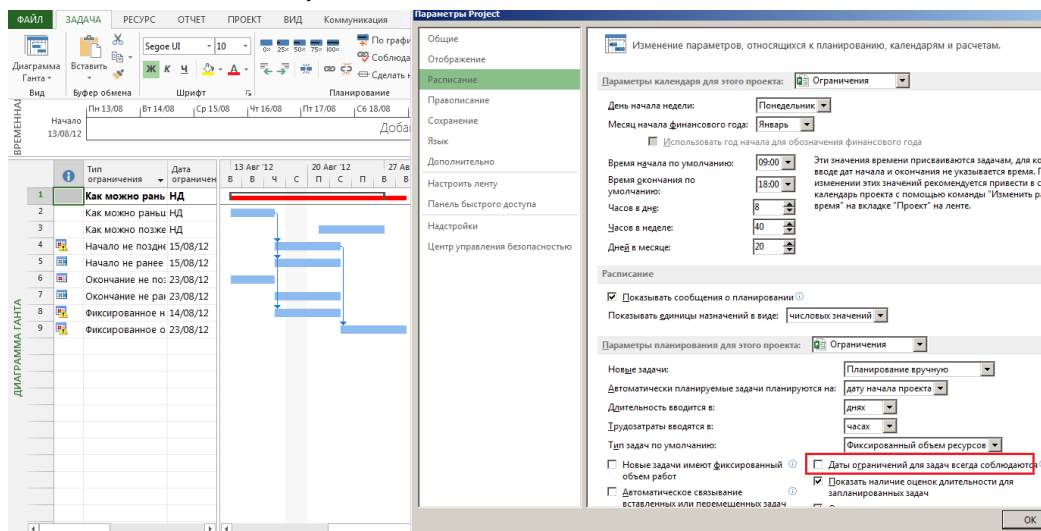 ФАЙЛ ЗАДАЧА РЕСУРС ОТЧЕТ ПРОЕКТ ВИД Коммуникация
Диаграмма Ганта
Вид
Вставить
Буфер обмена
Segoe UI 10
Ж К Ч
Шрифт
0× 25× 50× 75× 100×
По графи
Соблюда
Сделать н
Планирование
ВРЕМЕННАЯ
Начало
13/08/12
Пн 13/08 Вт 14/08 Ср 15/08 Чт 16/08 Пт 17/08 Сб 18/08
Доба
Тип ограничения Дата ограничен
13 Авг '12 20 Авг '12 27 Ав
В В Ч С П С П В В
1 Как можно рань НД
2 Как можно раньш НД
3 Как можно позже НД
4 Начало не поздне 15/08/12
5 Начало не ранее 15/08/12
6 Окончание не поз 23/08/12
7 Окончание не ран 23/08/12
8 Фиксированное н 14/08/12
9 Фиксированное о 23/08/12
ДИАГРАММА ГАНТА
Параметры Project
Общие
Отображение
Расписание
Правописание
Сохранение
Язык
Дополнительно
Настроить ленту
Панель быстрого доступа
Надстройки
Центр управления безопасностью
Изменение параметров, относящихся к планированию, календарям и расчетам.
Параметры календаря для этого проекта: Ограничения
День начала недели: Понедельник
Месяц начала финансового года: Январь
Использовать год начала для обозначения финансового года
Время начала по умолчанию: 09:00
Время окончания по умолчанию: 18:00
Часов в дне: 8
Часов в неделе: 40
Дней в месяце: 20
Эти значения времени присваиваются задачам, для ко
вводе дат начала и окончания не указывается время. П
изменении этих значений рекомендуется привести в с
календарь проекта с помощью команды "Изменить ра
время" на вкладке "Проект" на ленте.
Расписание
Показывать сообщения о планировании
Показывать единицы назначений в виде: числовых значений
Параметры планирования для этого проекта: Ограничения
Новые задачи: Планирование вручную
Автоматически планируемые задачи планируются на: дату начала проекта
Длительность вводится в: днях
Трудозатраты вводятся в: часах
Тип задач по умолчанию: Фиксированный объем ресурсов
Новые задачи имеют фиксированный
объем работ
Даты ограничений для задач всегда соблюдаются
Автоматическое связывание
вставленных или перемещенных задач
Показать наличие оценок длительности для
запланированных задач
ОК